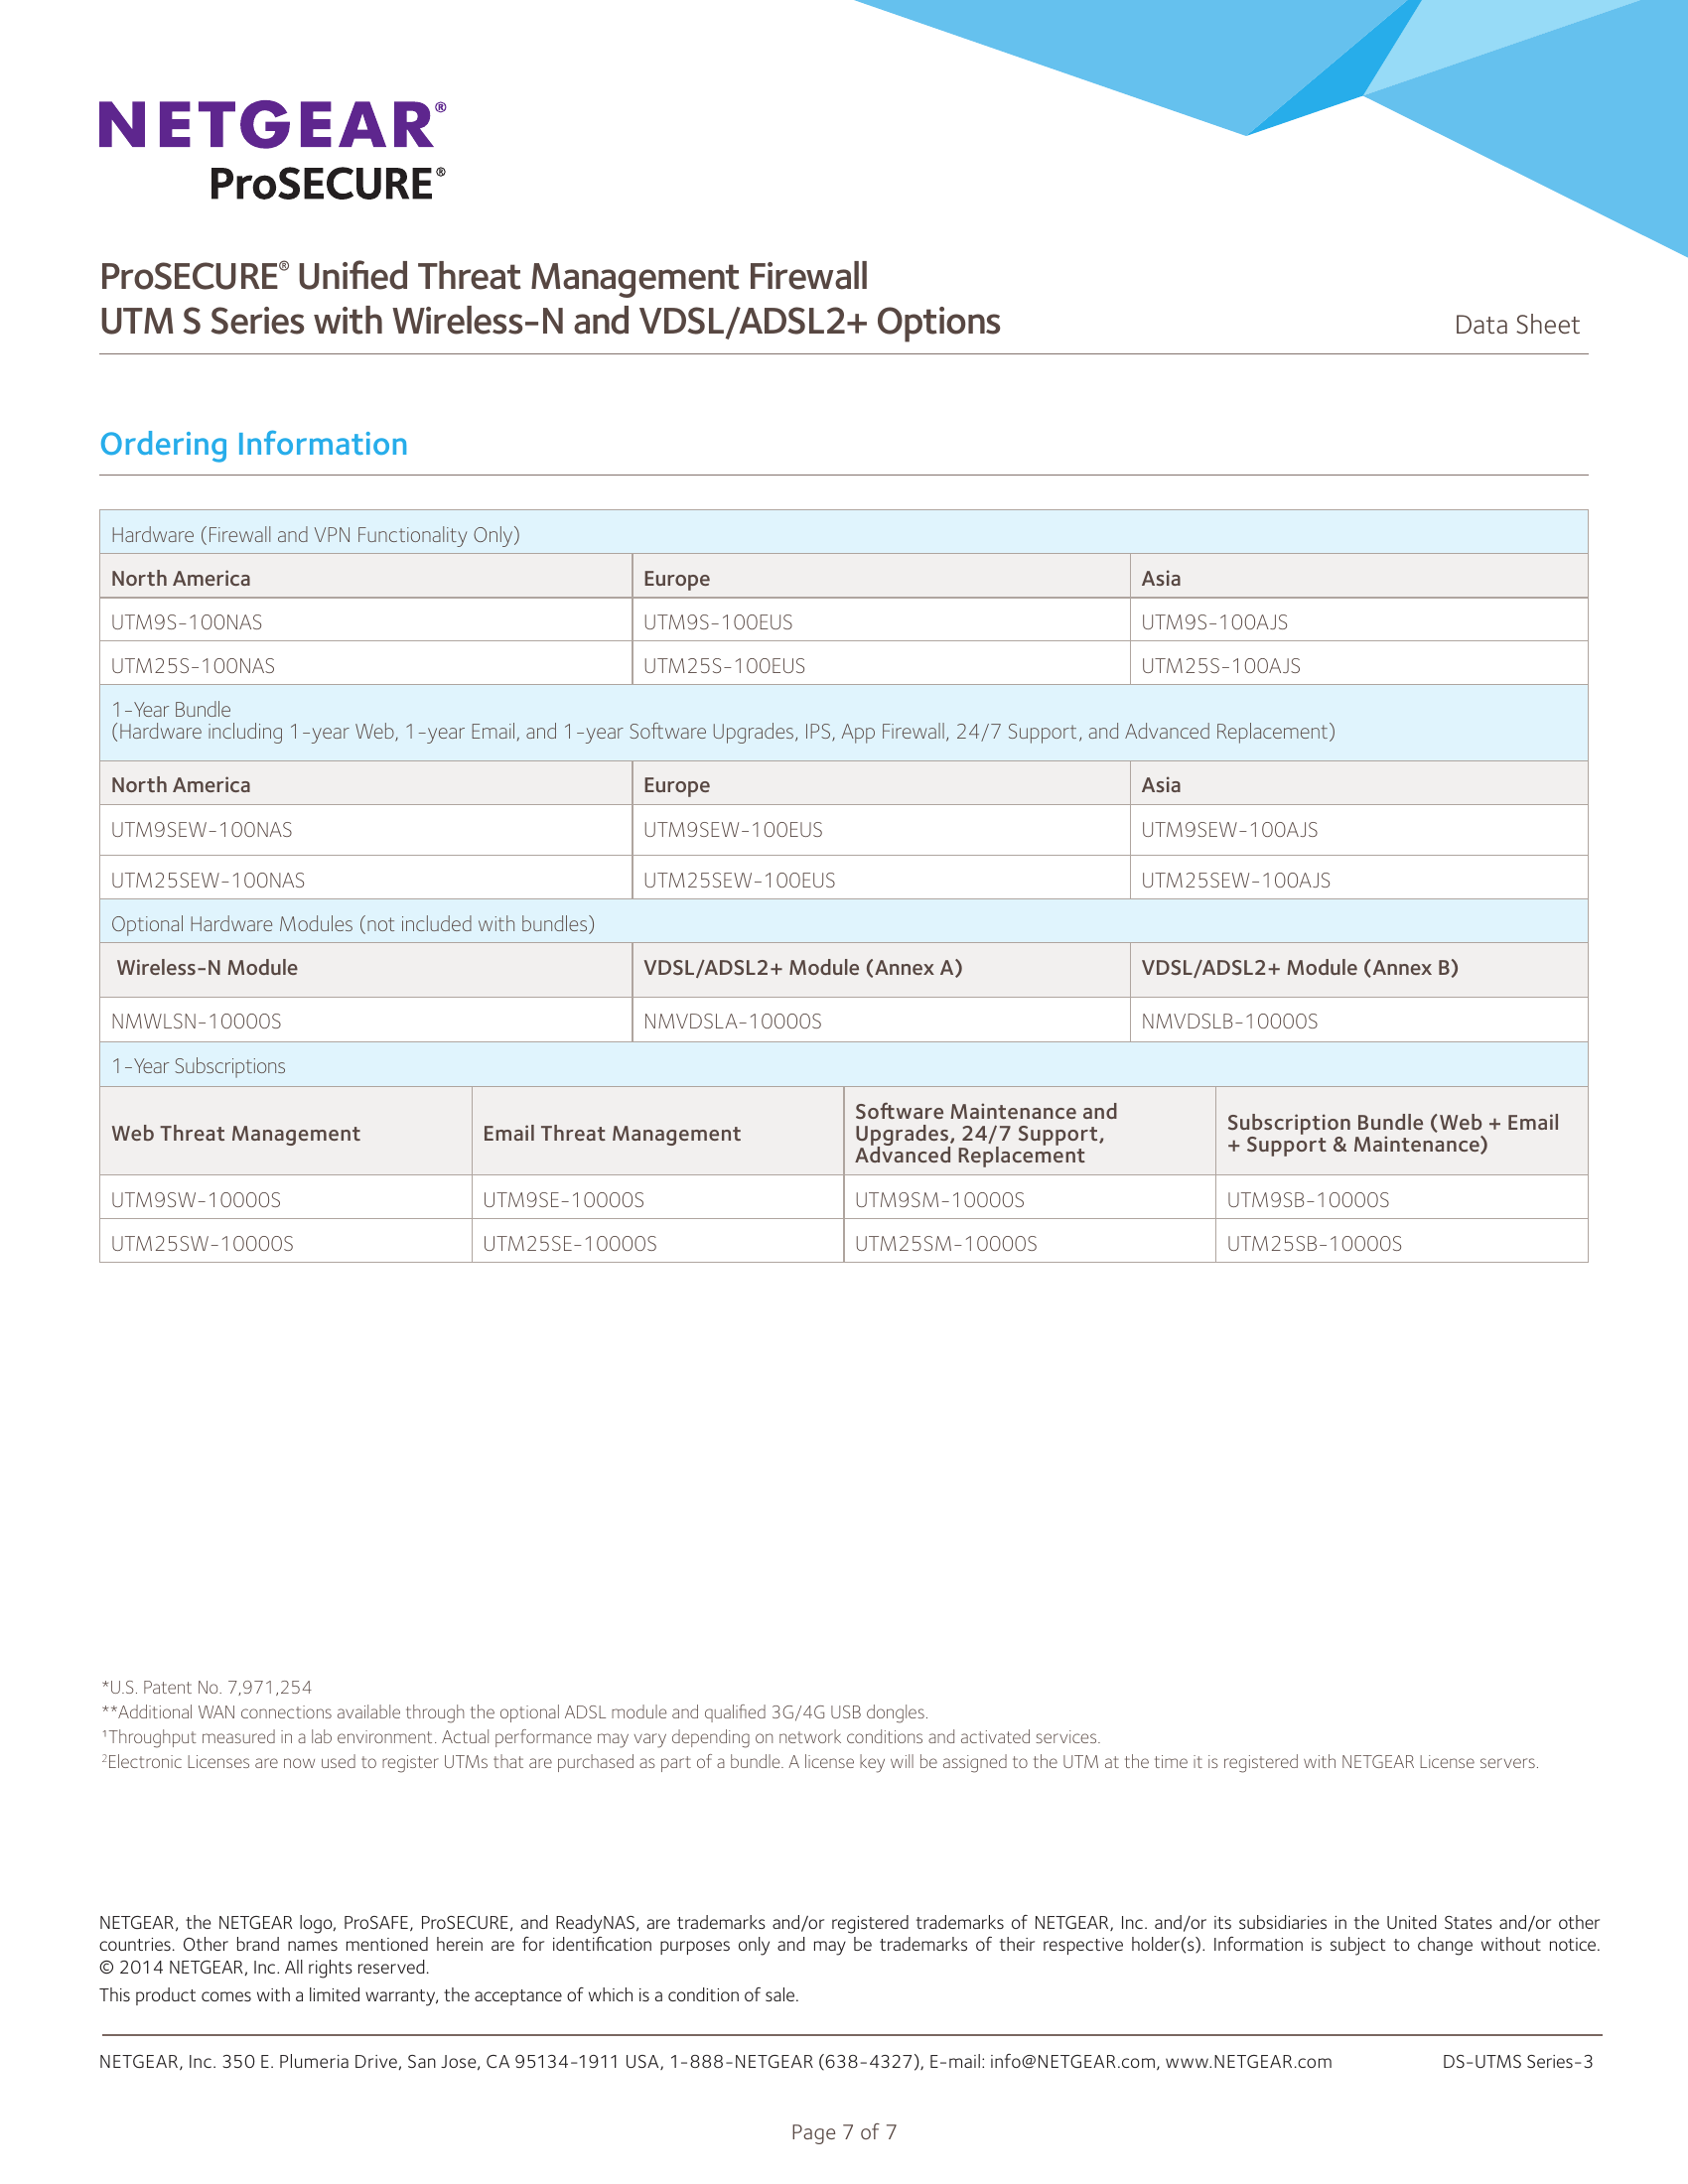 NETGEAR®
ProSECURE®
ProSECURE® Unified Threat Management Firewall
UTM S Series with Wireless-N and VDSL/ADSL2+ Options
Data Sheet
Ordering Information
Hardware (Firewall and VPN Functionality Only)
North America Europe Asia
UTM9S-100NAS UTM9S-100EUS UTM9S-100AJS
UTM25S-100NAS UTM25S-100EUS UTM25S-100AJS
1-Year Bundle
(Hardware including 1-year Web, 1-year Email, and 1-year Software Upgrades, IPS, App Firewall, 24/7 Support, and Advanced Replacement)
North America Europe Asia
UTM9SEW-100NAS UTM9SEW-100EUS UTM9SEW-100AJS
UTM25SEW-100NAS UTM25SEW-100EUS UTM25SEW-100AJS
Optional Hardware Modules (not included with bundles)
Wireless-N Module VDSL/ADSL2+ Module (Annex A) VDSL/ADSL2+ Module (Annex B)
NMWLSN-10000S NMVDSLA-10000S NMVDSLB-10000S
1-Year Subscriptions
Web Threat Management
Email Threat Management
Software Maintenance and
Upgrades, 24/7 Support,
Advanced Replacement
Subscription Bundle (Web + Email
+ Support & Maintenance)
UTM9SW-10000S UTM9SE-10000S UTM9SM-10000S UTM9SB-10000S
UTM25SW-10000S UTM25SE-10000S UTM25SM-10000S UTM25SB-10000S
*U.S. Patent No. 7,971,254
**Additional WAN connections available through the optional ADSL module and qualified 3G/4G USB dongles.
¹Throughput measured in a lab environment. Actual performance may vary depending on network conditions and activated services.
²Electronic Licenses are now used to register UTMs that are purchased as part of a bundle. A license key will be assigned to the UTM at the time it is registered with NETGEAR License servers.
NETGEAR, the NETGEAR logo, ProSAFE, ProSECURE, and ReadyNAS, are trademarks and/or registered trademarks of NETGEAR, Inc. and/or its subsidiaries in the United States and/or other
countries. Other brand names mentioned herein are for identification purposes only and may be trademarks of their respective holder(s). Information is subject to change without notice.
© 2014 NETGEAR, Inc. All rights reserved.
This product comes with a limited warranty, the acceptance of which is a condition of sale.
NETGEAR, Inc. 350 E. Plumeria Drive, San Jose, CA 95134-1911 USA, 1-888-NETGEAR (638-4327), E-mail: info@NETGEAR.com, www.NETGEAR.com DS-UTMS Series-3
Page 7 of 7